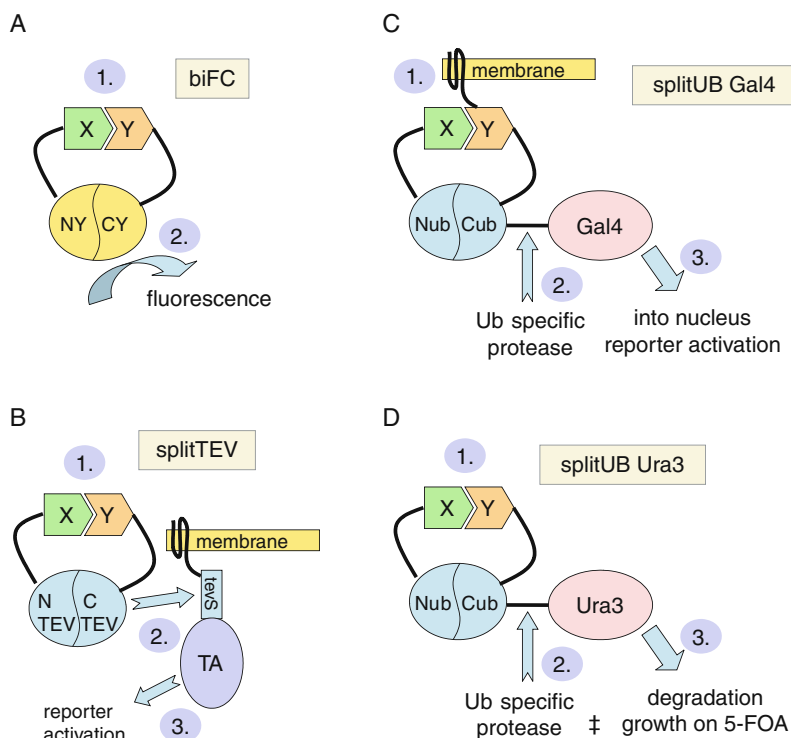 A
1.
biFC
X Y
NY CY
2.
fluorescence
B
splitTEV
1.
X Y
membrane
N C
TEV TEV
tevS
2.
TA
reporter
activation
3.
C
1.
membrane
splitUB Gal4
X Y
Nub Cub
Gal4
2.
3.
Ub specific
protease
into nucleus
reporter activation
D
1.
splitUB Ura3
X Y
Nub Cub
Ura3
2.
3.
Ub specific
protease
‡
degradation
growth on 5-FOA